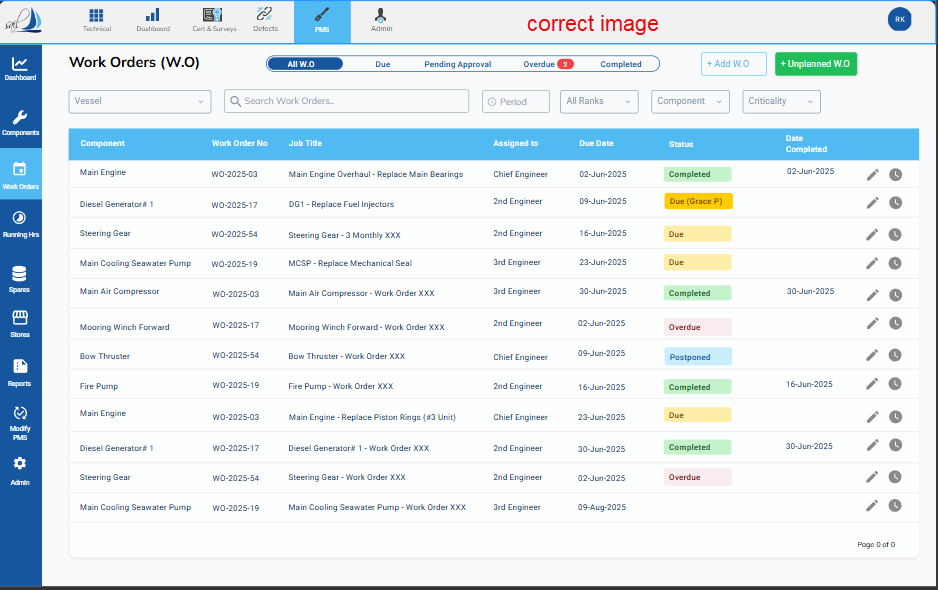 sail
Technical
Dashboard
Cert & Surveys
Defects
PMS
Admin
correct image
RK
Dashboard
Components
Work Orders
Running Hrs
Spares
Stores
Reports
Modify
PMS
Admin
Work Orders (W.O)
All W.O Due Pending Approval Overdue 2 Completed
+ Add W.O
+ Unplanned W.O
Vessel
Search Work Orders..
Period
All Ranks
Component
Criticality
Component Work Order No Job Title Assigned to Due Date Status Date
Completed
Main Engine WO-2025-03 Main Engine Overhaul - Replace Main Bearings Chief Engineer 02-Jun-2025 Completed 02-Jun-2025
Diesel Generator# 1 WO-2025-17 DG1 - Replace Fuel Injectors 2nd Engineer 09-Jun-2025 Due (Grace P)
Steering Gear WO-2025-54 Steering Gear - 3 Monthly XXX 2nd Engineer 16-Jun-2025 Due
Main Cooling Seawater Pump WO-2025-19 MCSP - Replace Mechanical Seal 3rd Engineer 23-Jun-2025 Due
Main Air Compressor WO-2025-03 Main Air Compressor - Work Order XXX 3rd Engineer 30-Jun-2025 Completed 30-Jun-2025
Mooring Winch Forward WO-2025-17 Mooring Winch Forward - Work Order XXX 2nd Engineer 02-Jun-2025 Overdue
Bow Thruster WO-2025-54 Bow Thruster - Work Order XXX Chief Engineer 09-Jun-2025 Postponed
Fire Pump WO-2025-19 Fire Pump - Work Order XXX 2nd Engineer 16-Jun-2025 Completed 16-Jun-2025
Main Engine WO-2025-03 Main Engine - Replace Piston Rings (#3 Unit) Chief Engineer 23-Jun-2025 Due
Diesel Generator# 1 WO-2025-17 Diesel Generator# 1 - Work Order XXX 2nd Engineer 30-Jun-2025 Completed 30-Jun-2025
Steering Gear WO-2025-54 Steering Gear - Work Order XXX 2nd Engineer 02-Jun-2025 Overdue
Main Cooling Seawater Pump WO-2025-19 Main Cooling Seawater Pump - Work Order XXX 3rd Engineer 09-Aug-2025
Page 0 of 0